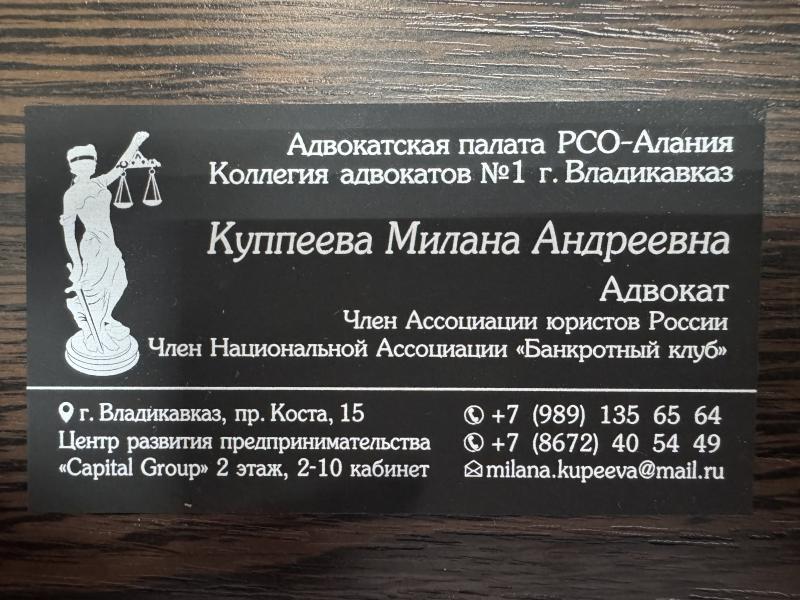 Адвокатская палата РСО-Алания
Коллегия адвокатов №1 г. Владикавказ
Куппеева Милана Андреевна
Адвокат
Член Ассоциации юристов России
Член Национальной Ассоциации «Банкротный клуб»
г. Владикавказ, пр. Коста, 15
Центр развития предпринимательства
«Capital Group» 2 этаж, 2-10 кабинет
+7 (989) 135 65 64
+7 (8672) 40 54 49
milana.kupeeva@mail.ru